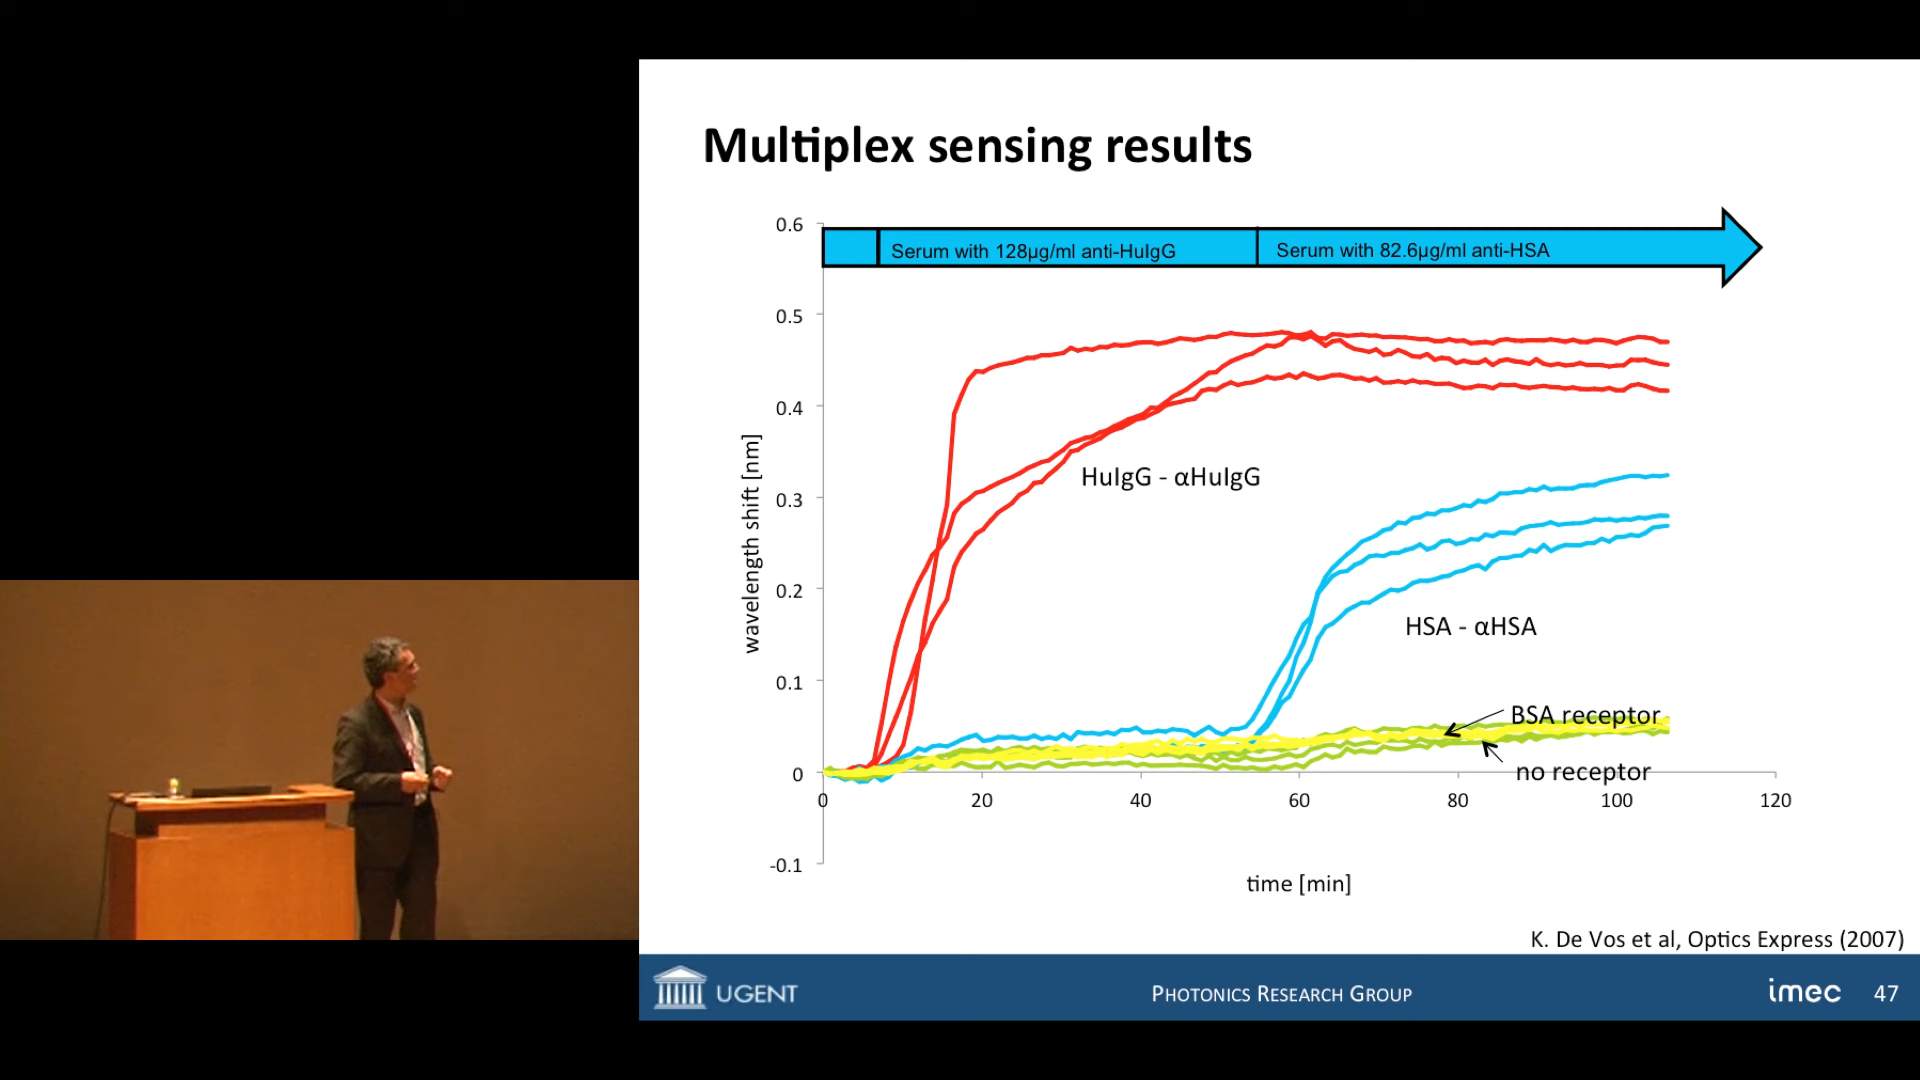 Multiplex sensing results
Serum with 128µg/ml anti-HuIgG
Serum with 82.6µg/ml anti-HSA
0.6
0.5
0.4
0.3
0.2
0.1
0
-0.1
wavelength shift [nm]
HuIgG - αHuIgG
HSA - αHSA
BSA receptor
no receptor
0 20 40 60 80 100 120
time [min]
K. De Vos et al, Optics Express (2007)
UGENT
PHOTONICS RESEARCH GROUP
imec
47